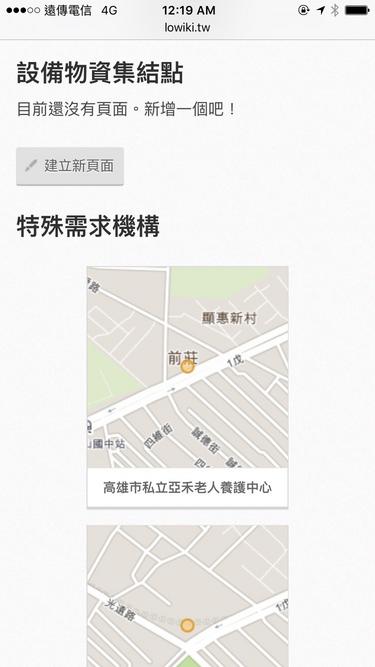 遠傳電信 4G 12:19 AM
lowiki.tw
設備物資集結點
目前還沒有頁面。新增一個吧！
建立新頁面
特殊需求機構
顯惠新村
前莊
1戊
四維街
誠德街
國中站
高雄市私立亞禾老人養護中心
光遠路
1戊